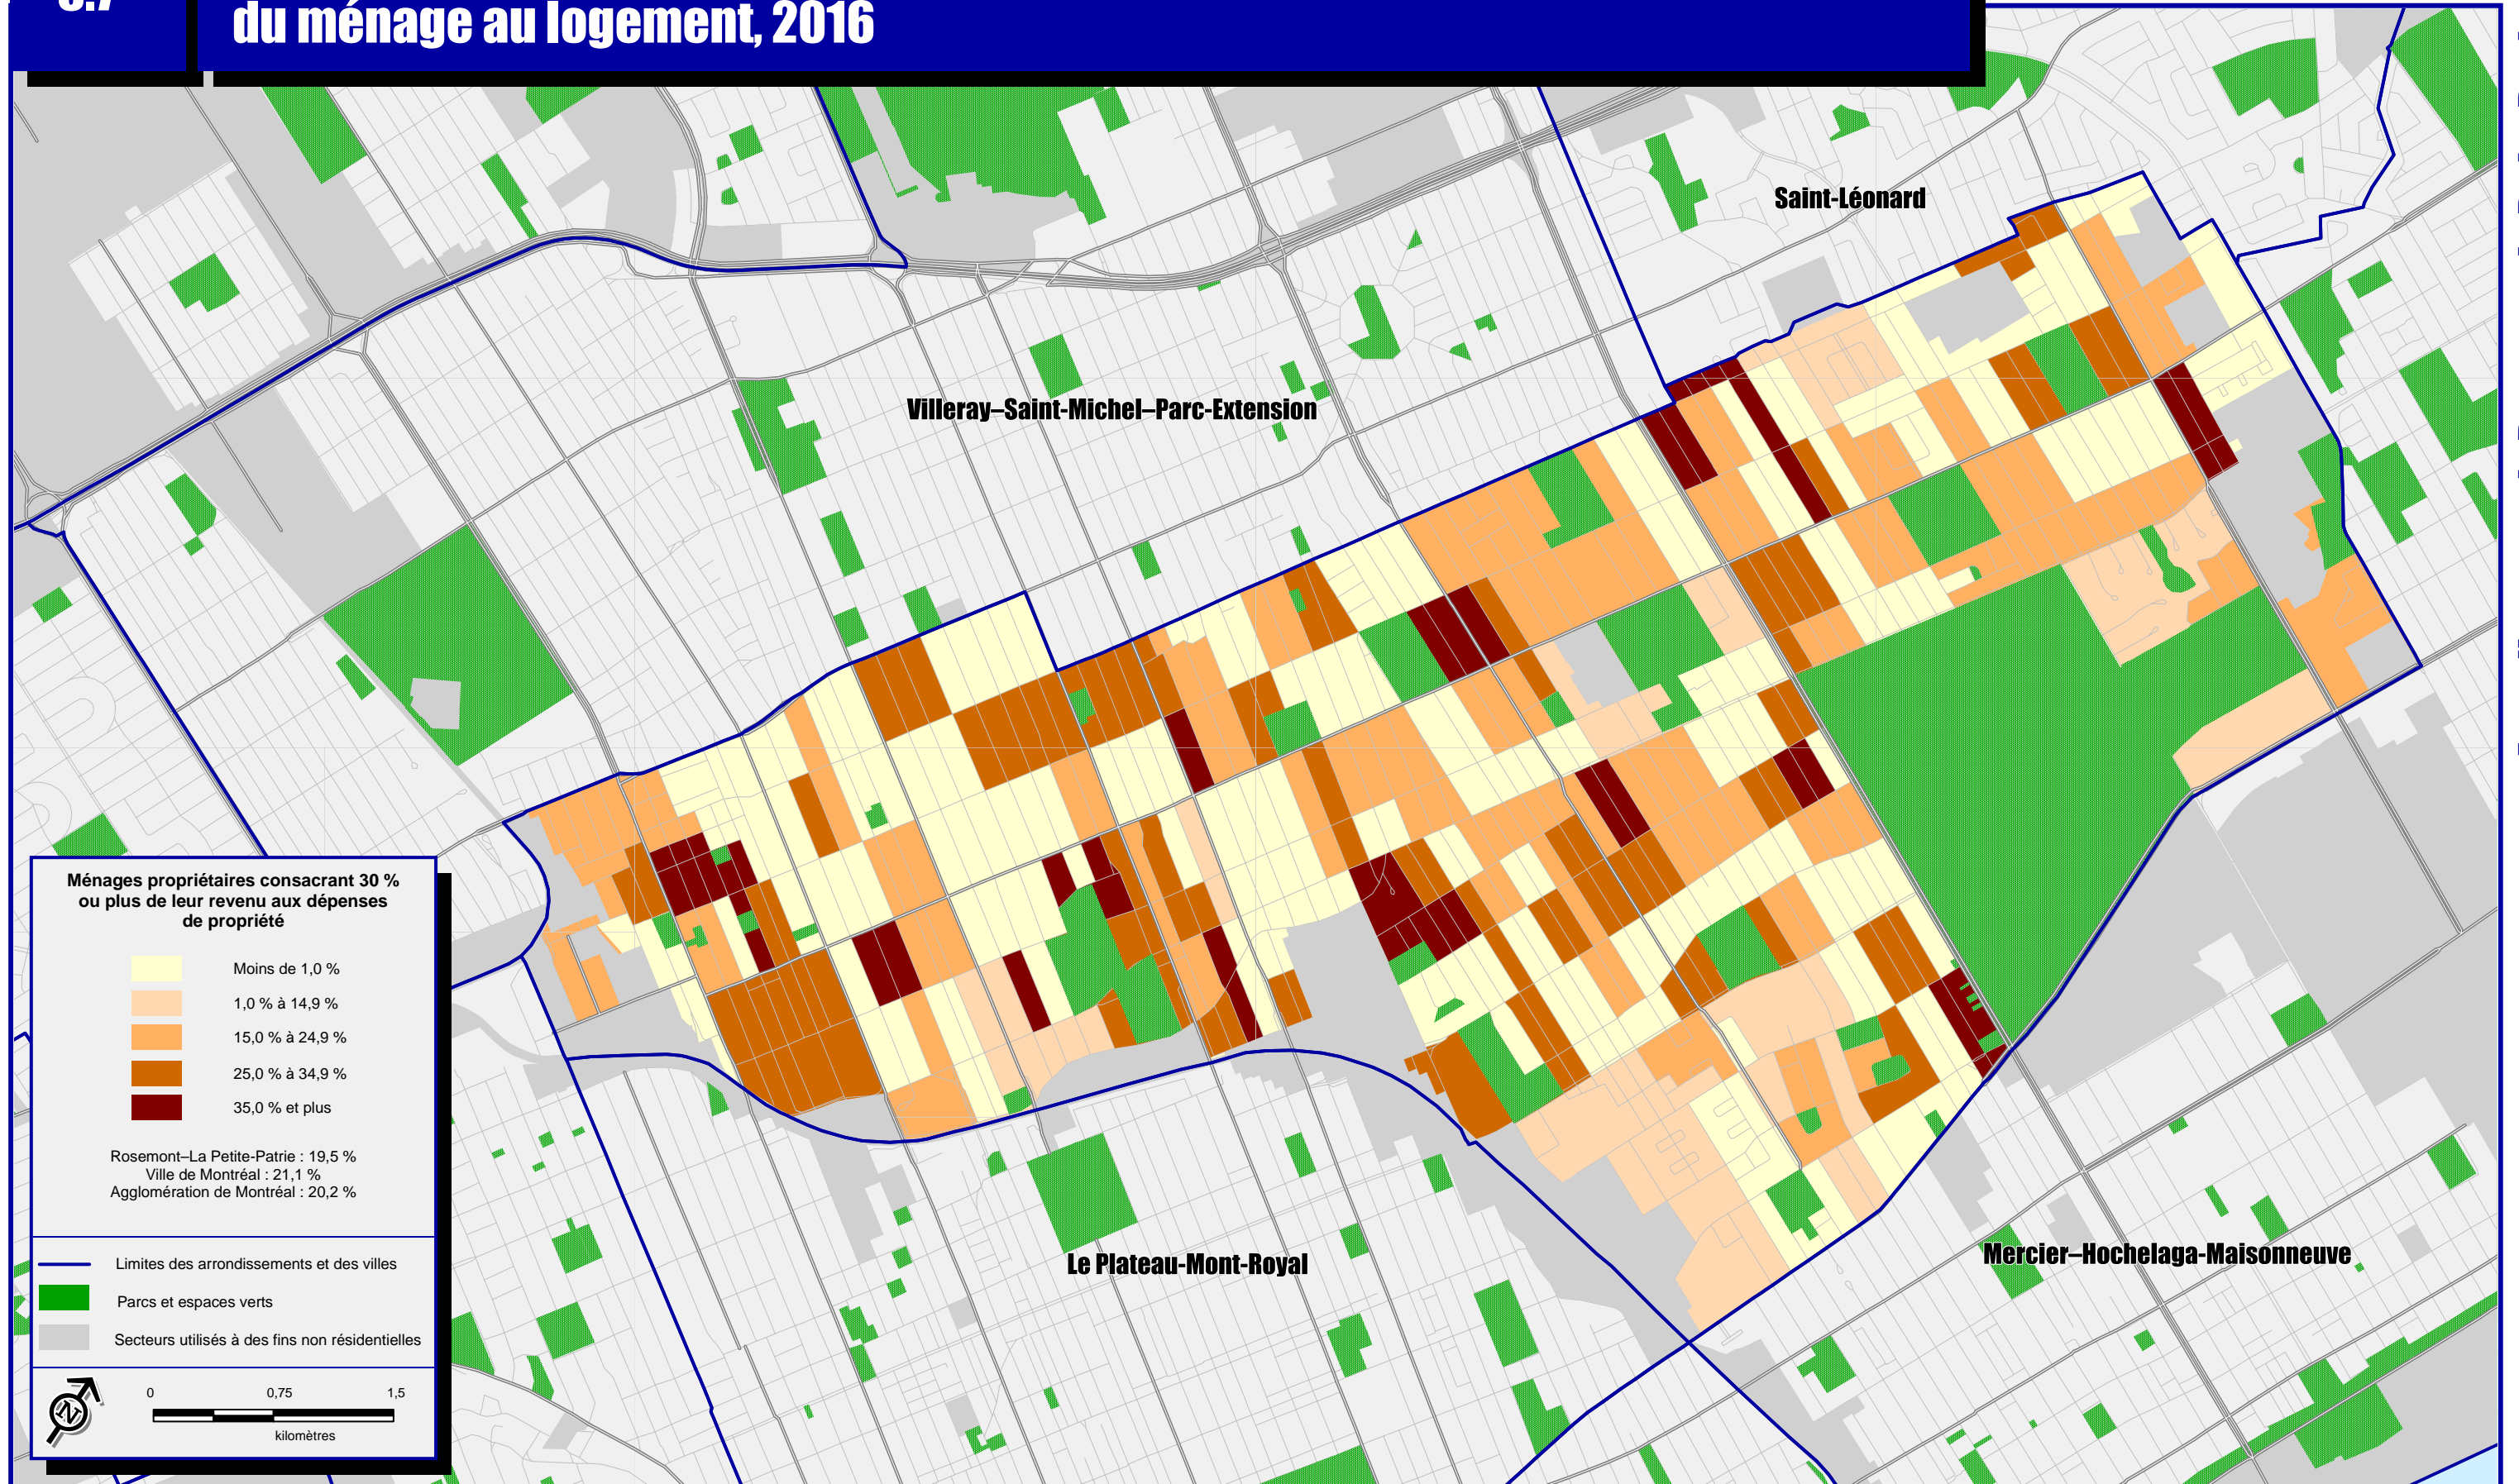 du ménage au logement, 2016
Saint-Léonard
Villeray–Saint-Michel–Parc-Extension
Le Plateau-Mont-Royal
Mercier–Hochelaga-Maisonneuve
Ménages propriétaires consacrant 30 %
ou plus de leur revenu aux dépenses
de propriété
Moins de 1,0 %
1,0 % à 14,9 %
15,0 % à 24,9 %
25,0 % à 34,9 %
35,0 % et plus
Rosemont–La Petite-Patrie : 19,5 %
Ville de Montréal : 21,1 %
Agglomération de Montréal : 20,2 %
Limites des arrondissements et des villes
Parcs et espaces verts
Secteurs utilisés à des fins non résidentielles
N
0 0,75 1,5
kilomètres